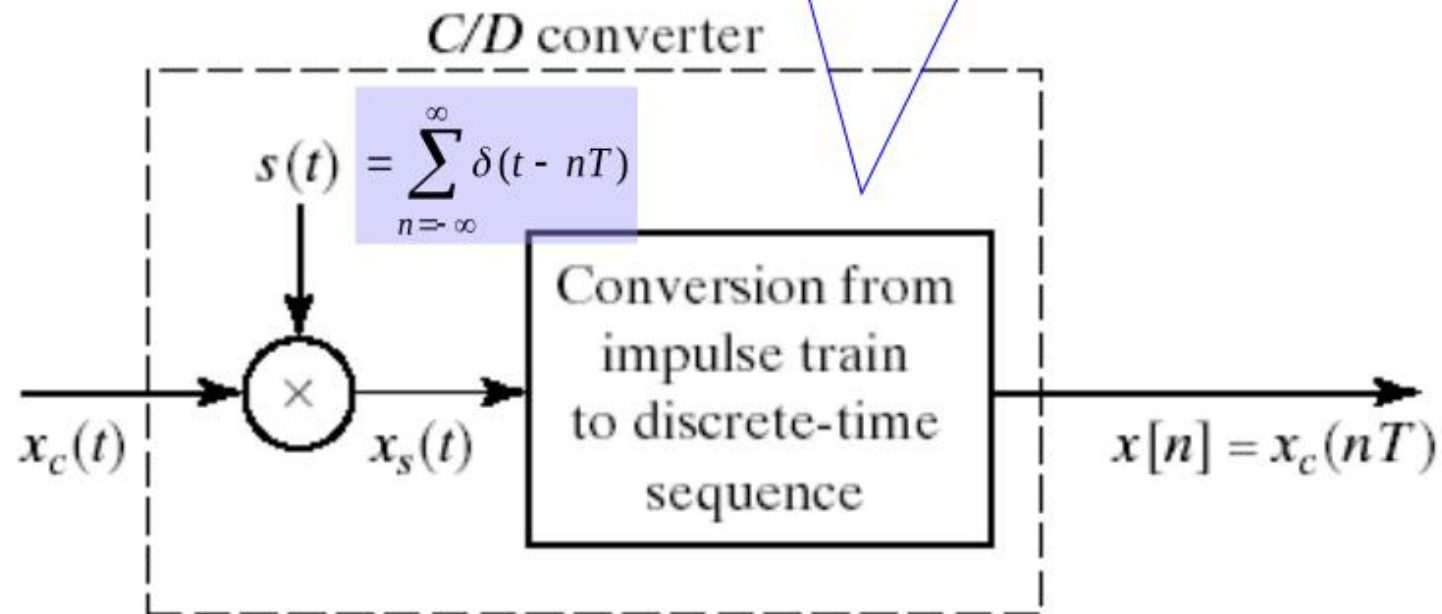 C/D converter
s(t) = ∑_{n=-∞}^{∞} δ(t - nT)
×
Conversion from
impulse train
to discrete-time
sequence
x_c(t)
x_s(t)
x[n] = x_c(nT)